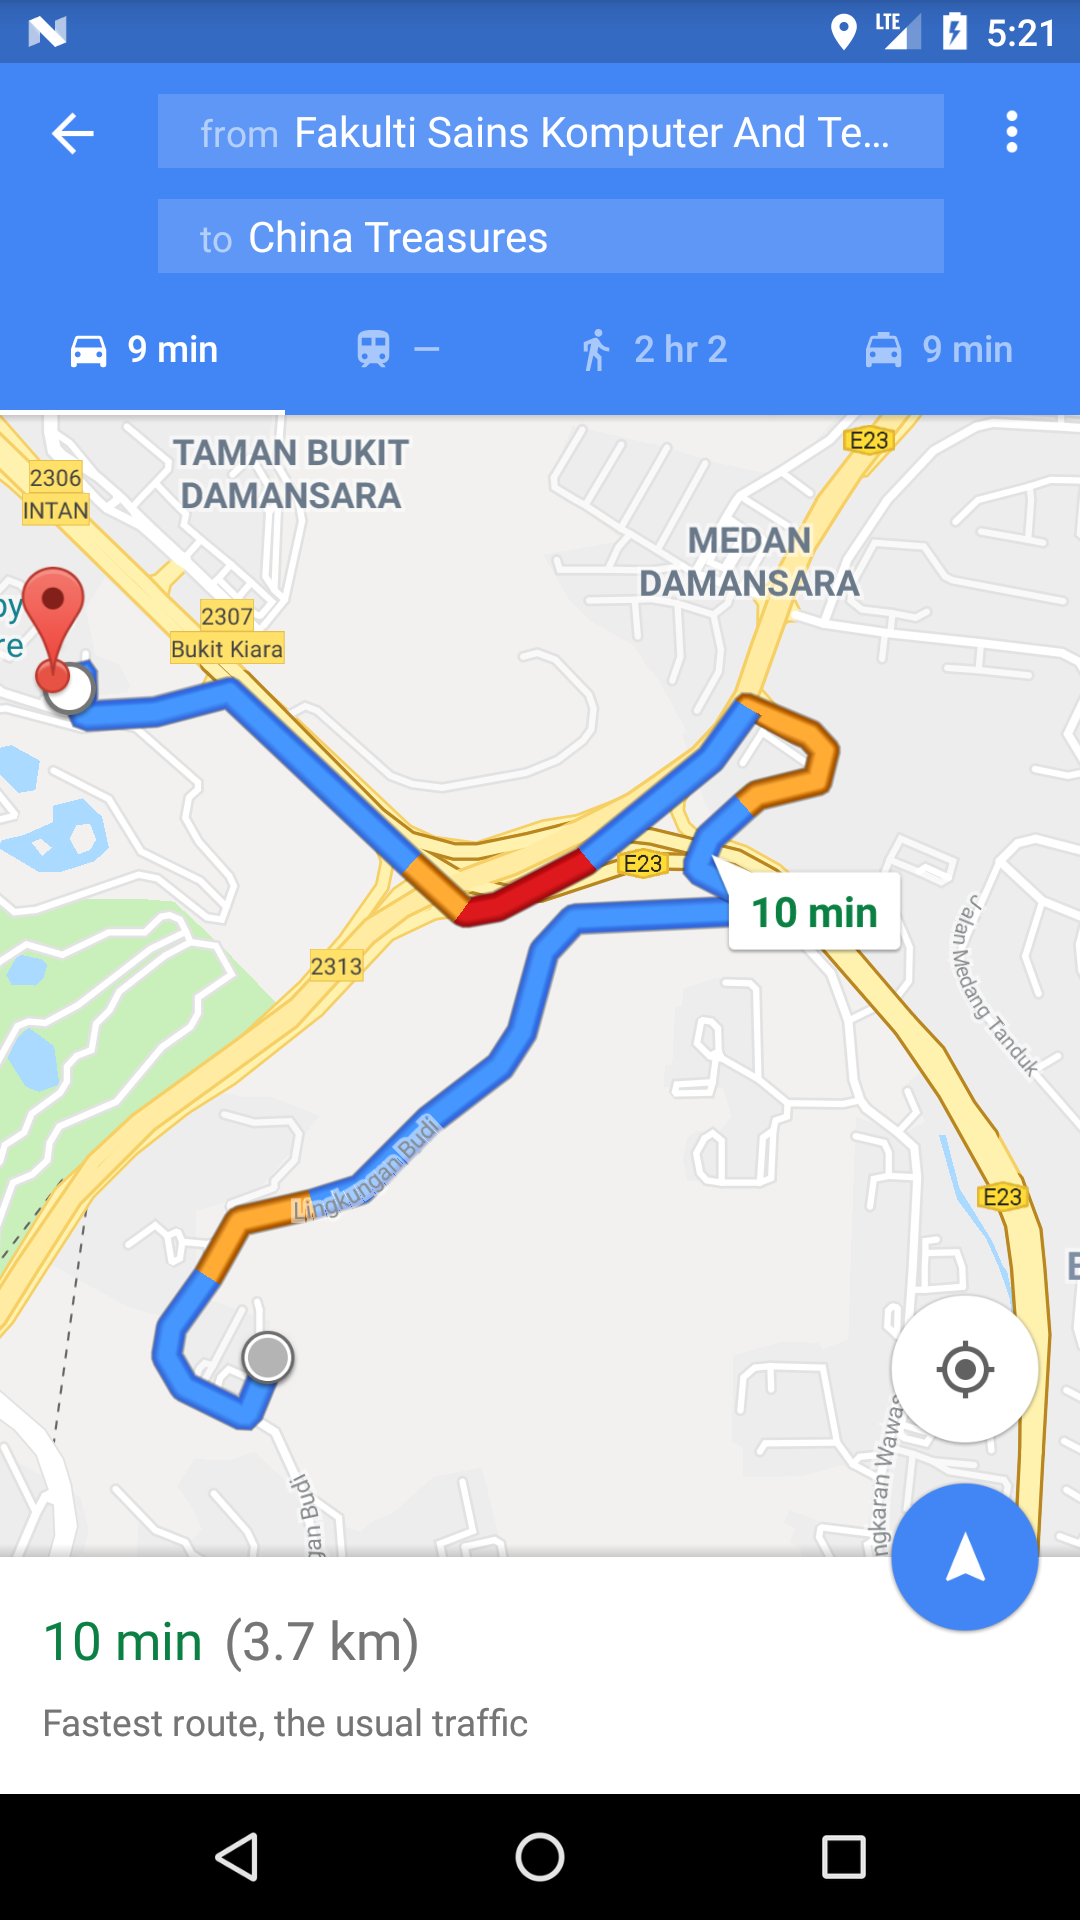 LTE 5:21
from Fakulti Sains Komputer And Te...
to China Treasures
9 min
2 hr 2
9 min
E23
TAMAN BUKIT
DAMANSARA
2306
INTAN
MEDAN
DAMANSARA
2307
Bukit Kiara
re
E23
10 min
2313
Jalan Medang Tanduk
Lingkungan Budi
E23
ngkaran Wawa
gan Budi
10 min (3.7 km)
Fastest route, the usual traffic